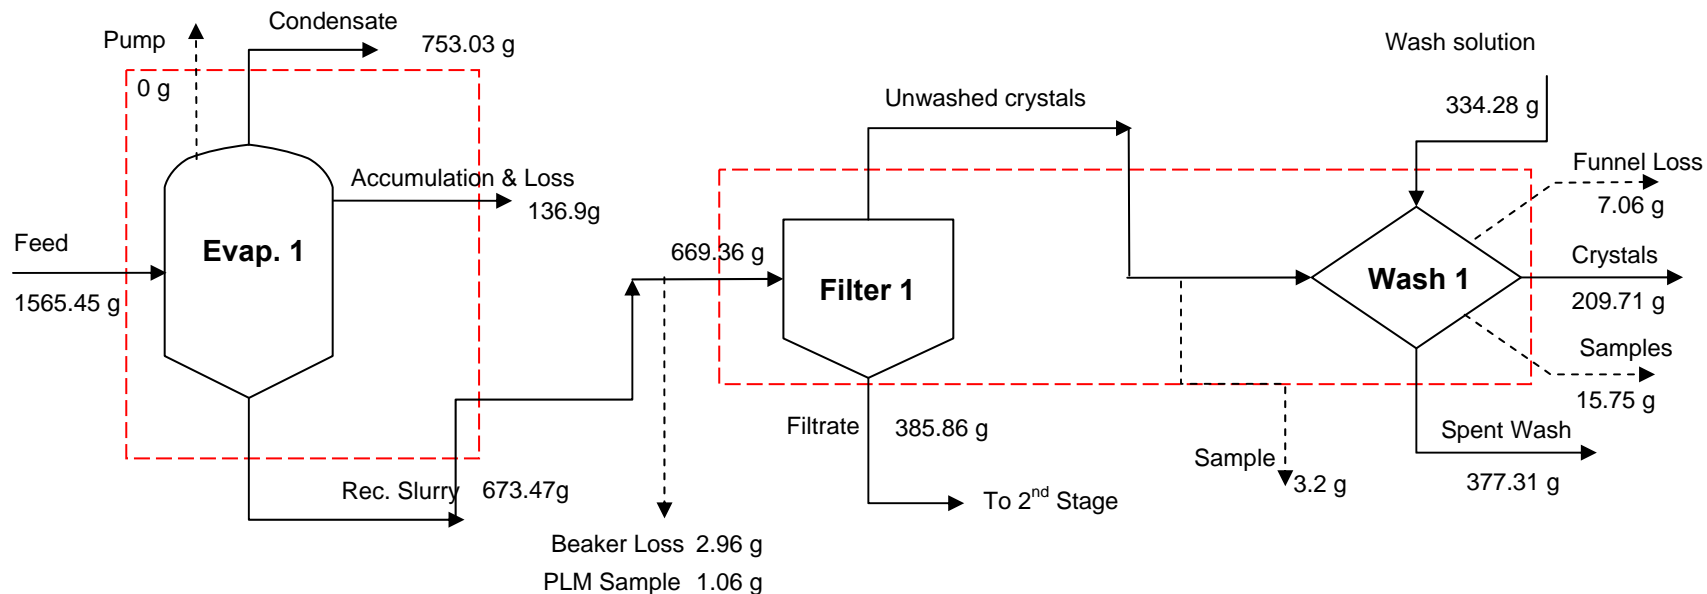 Condensate
Pump
753.03 g
0 g
Wash solution
334.28 g
Unwashed crystals
Funnel Loss
7.06 g
Accumulation & Loss
136.9g
Feed
Evap. 1
669.36 g
Crystals
Filter 1
Wash 1
1565.45 g
209.71 g
Samples
15.75 g
Filtrate
385.86 g
Spent Wash
Sample
3.2 g
377.31 g
Rec. Slurry
673.47g
To 2nd Stage
Beaker Loss 2.96 g
PLM Sample 1.06 g